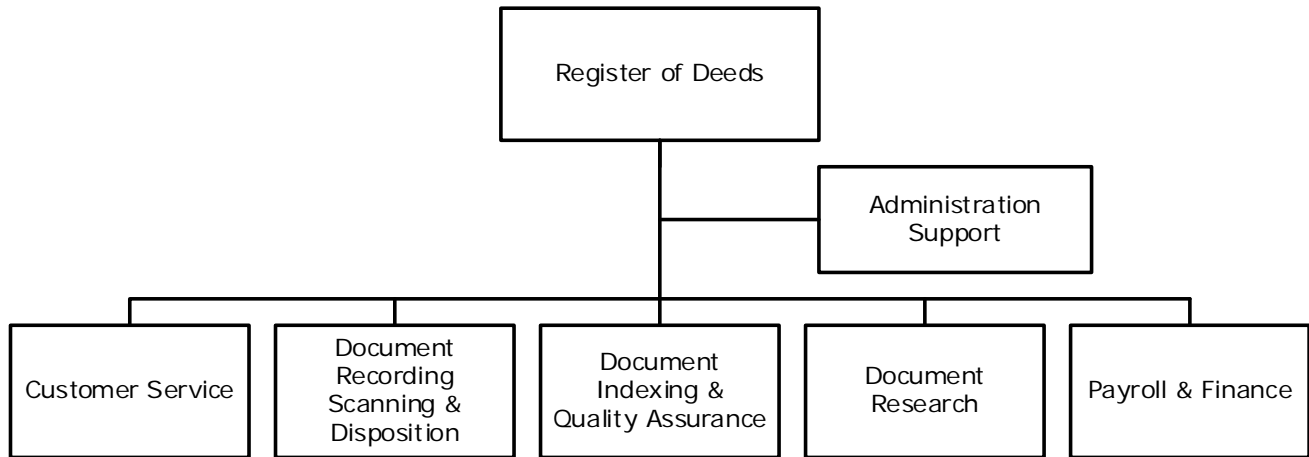 Register of Deeds
Administration
Support
Customer Service
Document
Recording
Scanning &
Disposition
Document
Indexing &
Quality Assurance
Document
Research
Payroll & Finance